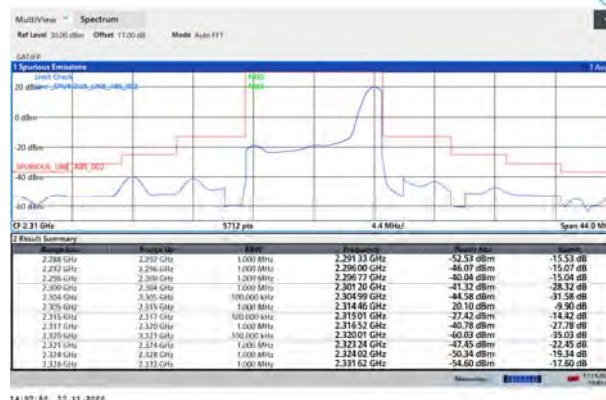 MultiView Spectrum
Ref Level 30.00 dBm Offset 17.00 dB Mode Auto FFT
GAT:IFP
1 Spurious Emissions 1 Av
Limit Check PASS
PASS
20 dBm
0 dBm
-20 dBm
SPURIOUS_LINE_ABS_002
-40 dBm
-60 dBm
CF 2.31 GHz 5712 pts 4.4 MHz/ Span 44.0 M
2 Result Summary
2.288 GHz 2.292 GHz 1.000 MHz 2.291 33 GHz -52.53 dBm -15.53 dB
2.292 GHz 2.296 GHz 1.000 MHz 2.296 00 GHz -46.07 dBm -15.07 dB
2.296 GHz 2.300 GHz 1.000 MHz 2.296 77 GHz -40.04 dBm -15.04 dB
2.300 GHz 2.304 GHz 1.000 MHz 2.301 20 GHz -41.32 dBm -28.32 dB
2.304 GHz 2.305 GHz 100.000 kHz 2.304 99 GHz -44.58 dBm -31.58 dB
2.305 GHz 2.315 GHz 1.000 MHz 2.314 46 GHz 20.10 dBm -9.90 dB
2.315 GHz 2.317 GHz 100.000 kHz 2.315 01 GHz -27.42 dBm -14.42 dB
2.317 GHz 2.320 GHz 1.000 MHz 2.316 52 GHz -40.78 dBm -27.78 dB
2.320 GHz 2.321 GHz 100.000 kHz 2.320 01 GHz -60.03 dBm -35.03 dB
2.321 GHz 2.324 GHz 1.000 MHz 2.323 24 GHz -47.45 dBm -22.45 dB
2.324 GHz 2.328 GHz 1.000 MHz 2.324 02 GHz -50.34 dBm -19.34 dB
2.328 GHz 2.332 GHz 1.000 MHz 2.331 62 GHz -54.60 dBm -17.60 dB